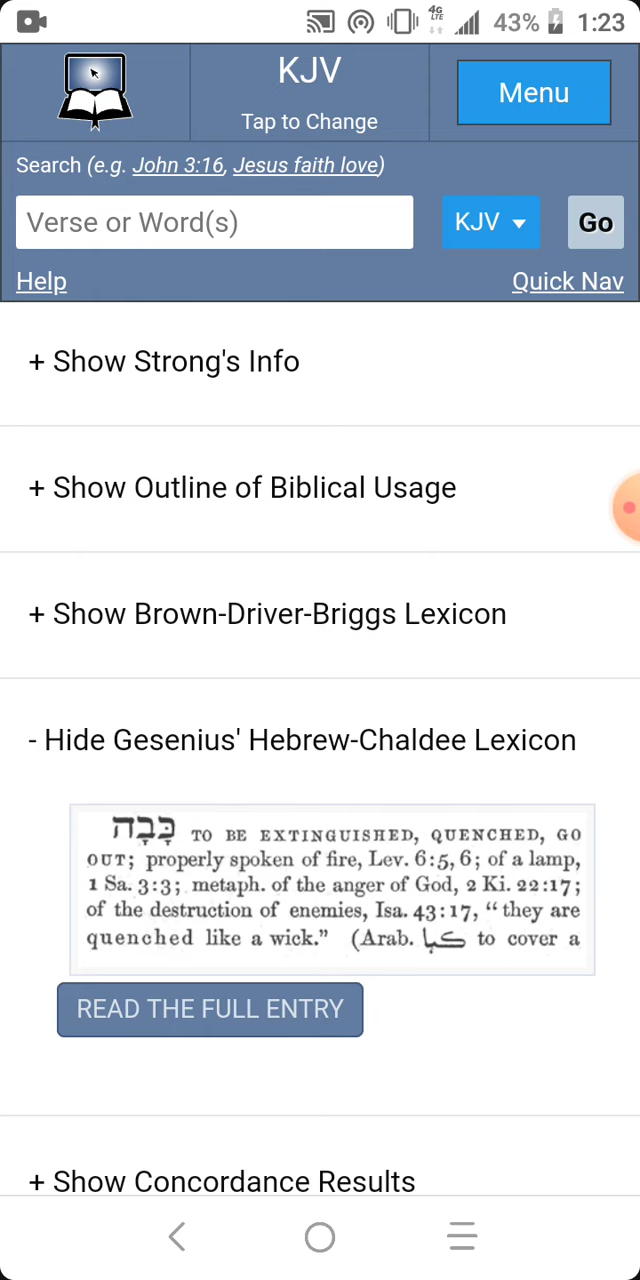 4G
LTE
43%
1:23
KJV
Tap to Change
Menu
Search (e.g. John 3:16, Jesus faith love)
Verse or Word(s)
KJV
Go
Help
Quick Nav
+ Show Strong's Info
+ Show Outline of Biblical Usage
+ Show Brown-Driver-Briggs Lexicon
- Hide Gesenius' Hebrew-Chaldee Lexicon
כָּבָה TO BE EXTINGUISHED, QUENCHED, GO
OUT; properly spoken of fire, Lev. 6:5, 6; of a lamp,
1 Sa. 3:3; metaph. of the anger of God, 2 Ki. 22:17;
of the destruction of enemies, Isa. 43:17, “they are
quenched like a wick.” (Arab. كبا to cover a
READ THE FULL ENTRY
+ Show Concordance Results